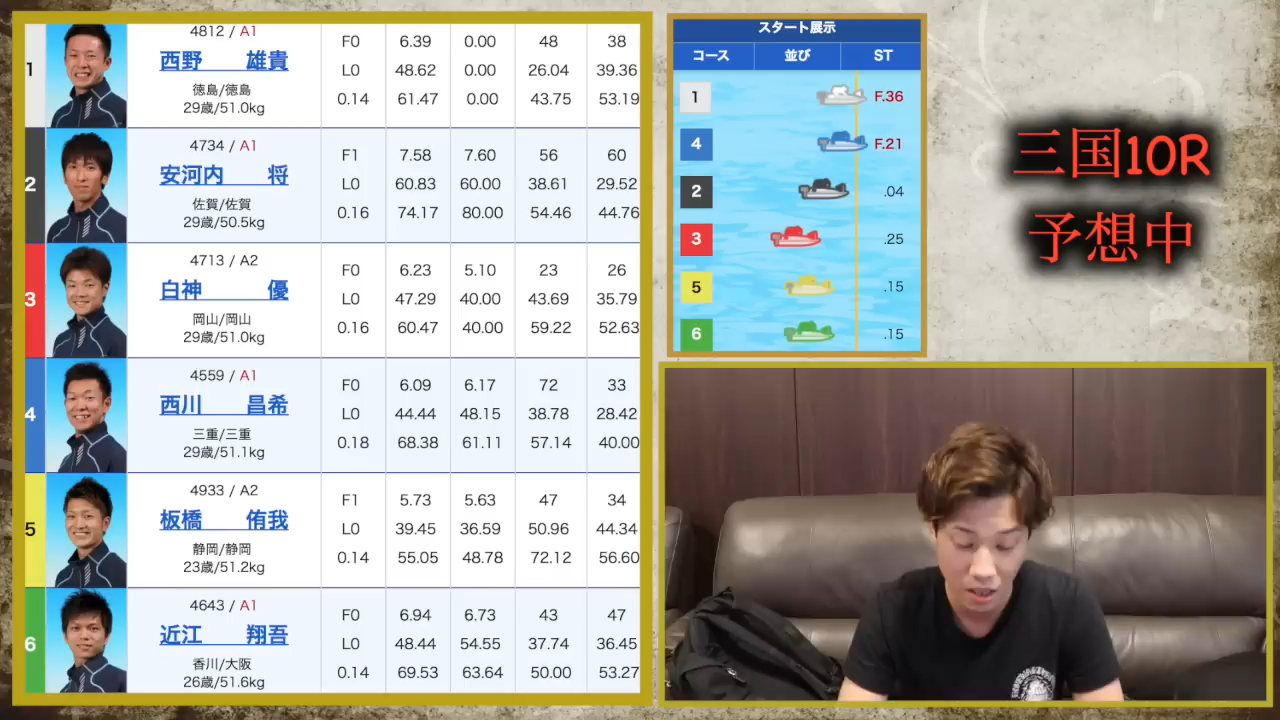 1
4812 / A1
西野 雄貴
徳島/徳島
29歳/51.0kg
F0 6.39 0.00 48 38
L0 48.62 0.00 26.04 39.36
0.14 61.47 0.00 43.75 53.19
2
4734 / A1
安河内 将
佐賀/佐賀
29歳/50.5kg
F1 7.58 7.60 56 60
L0 60.83 60.00 38.61 29.52
0.16 74.17 80.00 54.46 44.76
3
4713 / A2
白神 優
岡山/岡山
29歳/51.0kg
F0 6.23 5.10 23 26
L0 47.29 40.00 43.69 35.79
0.16 60.47 40.00 59.22 52.63
4
4559 / A1
西川 昌希
三重/三重
29歳/51.1kg
F0 6.09 6.17 72 33
L0 44.44 48.15 38.78 28.42
0.18 68.38 61.11 57.14 40.00
5
4933 / A2
板橋 侑我
静岡/静岡
23歳/51.2kg
F1 5.73 5.63 47 34
L0 39.45 36.59 50.96 44.34
0.14 55.05 48.78 72.12 56.60
6
4643 / A1
近江 翔吾
香川/大阪
26歳/51.6kg
F0 6.94 6.73 43 47
L0 48.44 54.55 37.74 36.45
0.14 69.53 63.64 50.00 53.27
スタート展示
コース 並び ST
1 F.36
4 F.21
2 .04
3 .25
5 .15
6 .15
三国10R
予想中